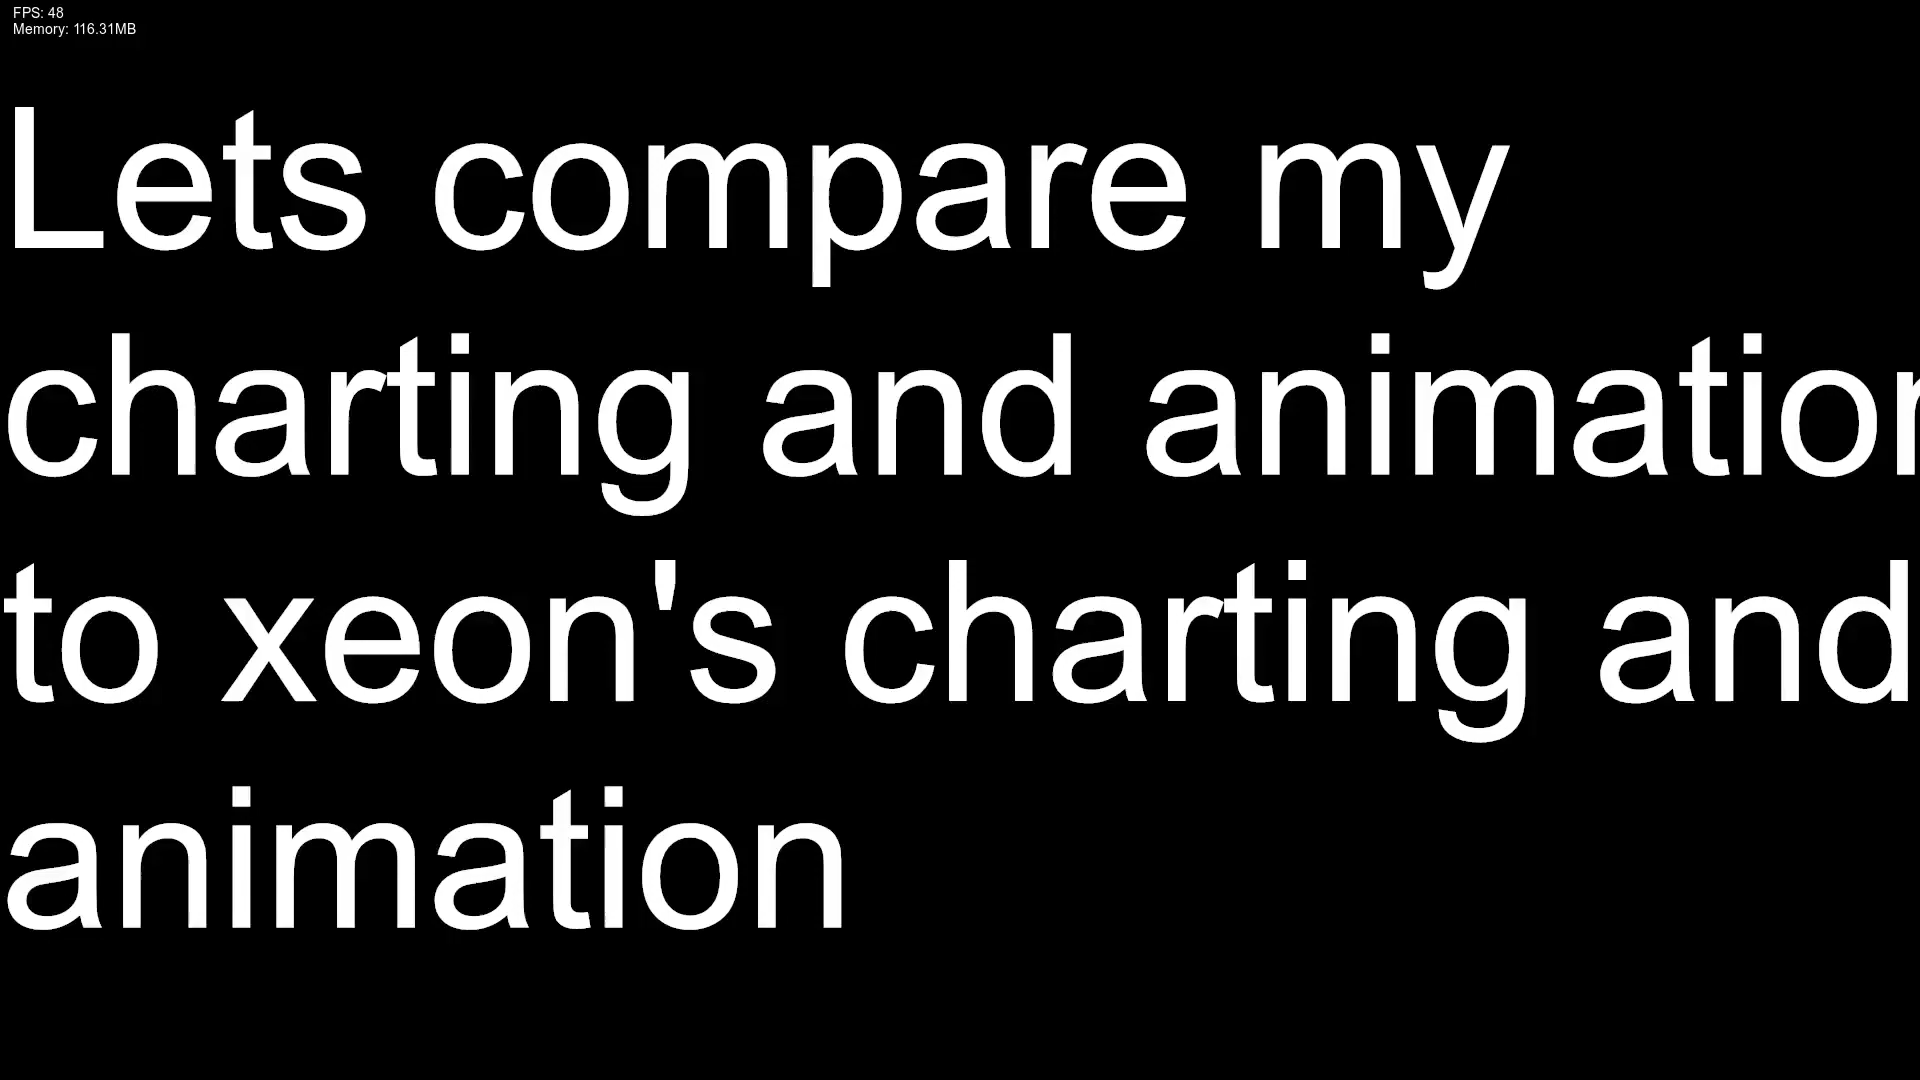 FPS: 48
Memory: 116.31MB
Lets compare my
charting and animation
to xeon's charting and
animation